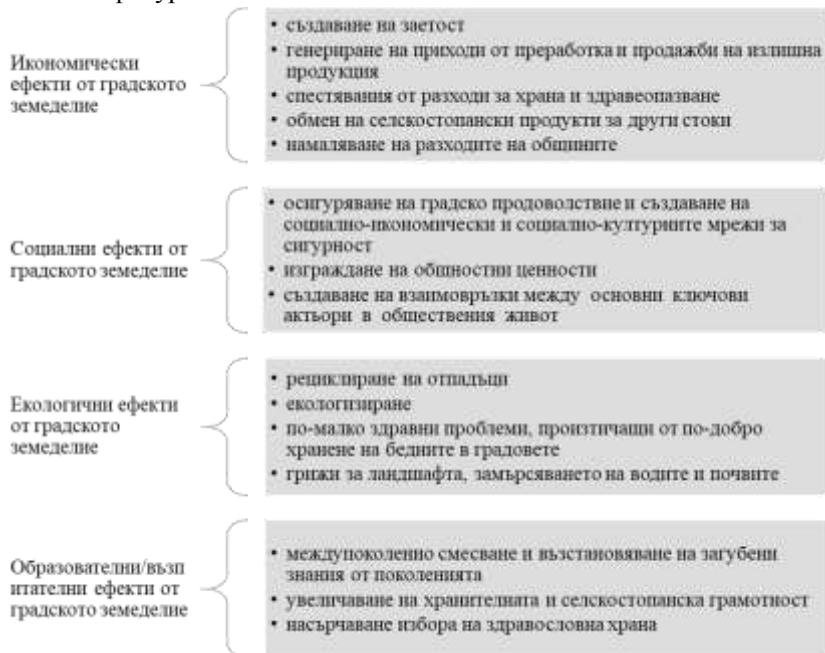 Икономически
ефекти от градското
земеделие
• създаване на заетост
• генериране на приходи от преработка и продажби на излишна
продукция
• спестявания от разходи за храна и здравеопазване
• обмен на селскостопански продукти за други стоки
• намаляване на разходите на общините
Социални ефекти от
градското земеделие
• осигуряване на градско продоволствие и създаване на
социално-икономически и социално-културните мрежи за
сигурност
• изграждане на общностни ценности
• създаване на взаимовръзки между основни ключови
актьори в обществения живот
Екологични ефекти
от градското
земеделие
• рециклиране на отпадъци
• екологизиране
• по-малко здравни проблеми, произтичащи от по-добро
хранене на бедните в градовете
• грижи за ландшафта, замърсяването на водите и почвите
Образователни/възп
итателни ефекти от
градското земеделие
• междупоколенно смесване и възстановяване на загубени
знания от поколенията
• увеличаване на хранителната и селскостопанска грамотност
• насърчаване избора на здравословна храна